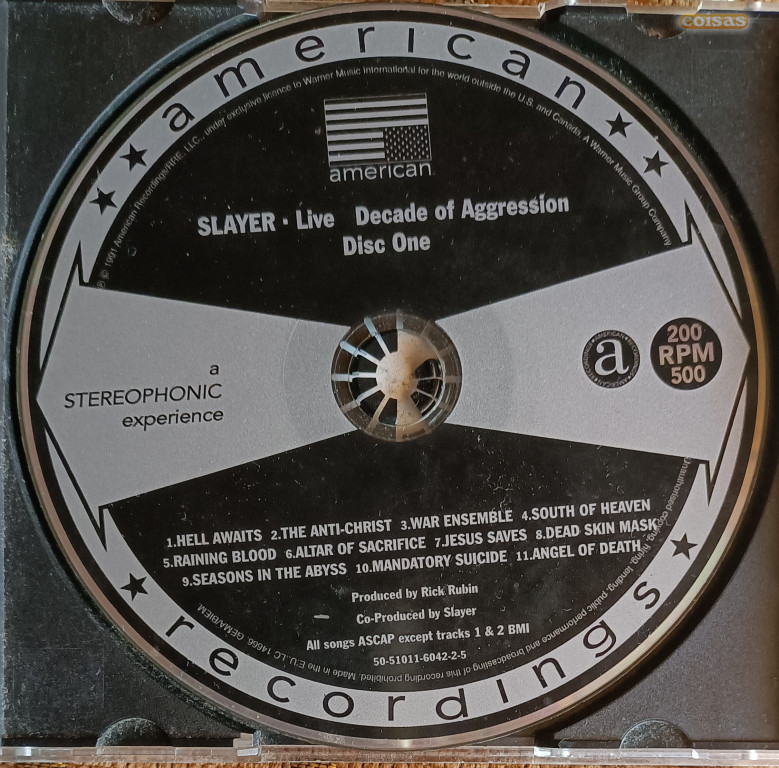 coisas
american
℗ © 1991 American Recordings/RRE, LLC., under exclusive licence to Warner Music International for the world outside the U.S. and Canada. A Warner Music Group Company
american
SLAYER · Live Decade of Aggression
Disc One
a
STEREOPHONIC
experience
a
200
RPM
500
1.HELL AWAITS 2.THE ANTI-CHRIST 3.WAR ENSEMBLE 4.SOUTH OF HEAVEN
5.RAINING BLOOD 6.ALTAR OF SACRIFICE 7.JESUS SAVES 8.DEAD SKIN MASK
9.SEASONS IN THE ABYSS 10.MANDATORY SUICIDE 11.ANGEL OF DEATH
Produced by Rick Rubin
Co-Produced by Slayer
All songs ASCAP except tracks 1 & 2 BMI
50-51011-6042-2-5
Unauthorised copying, hiring, lending, public performance and broadcasting of this recording prohibited. Made in the E.U. LC 14666. GEMA/BIEM
recordings